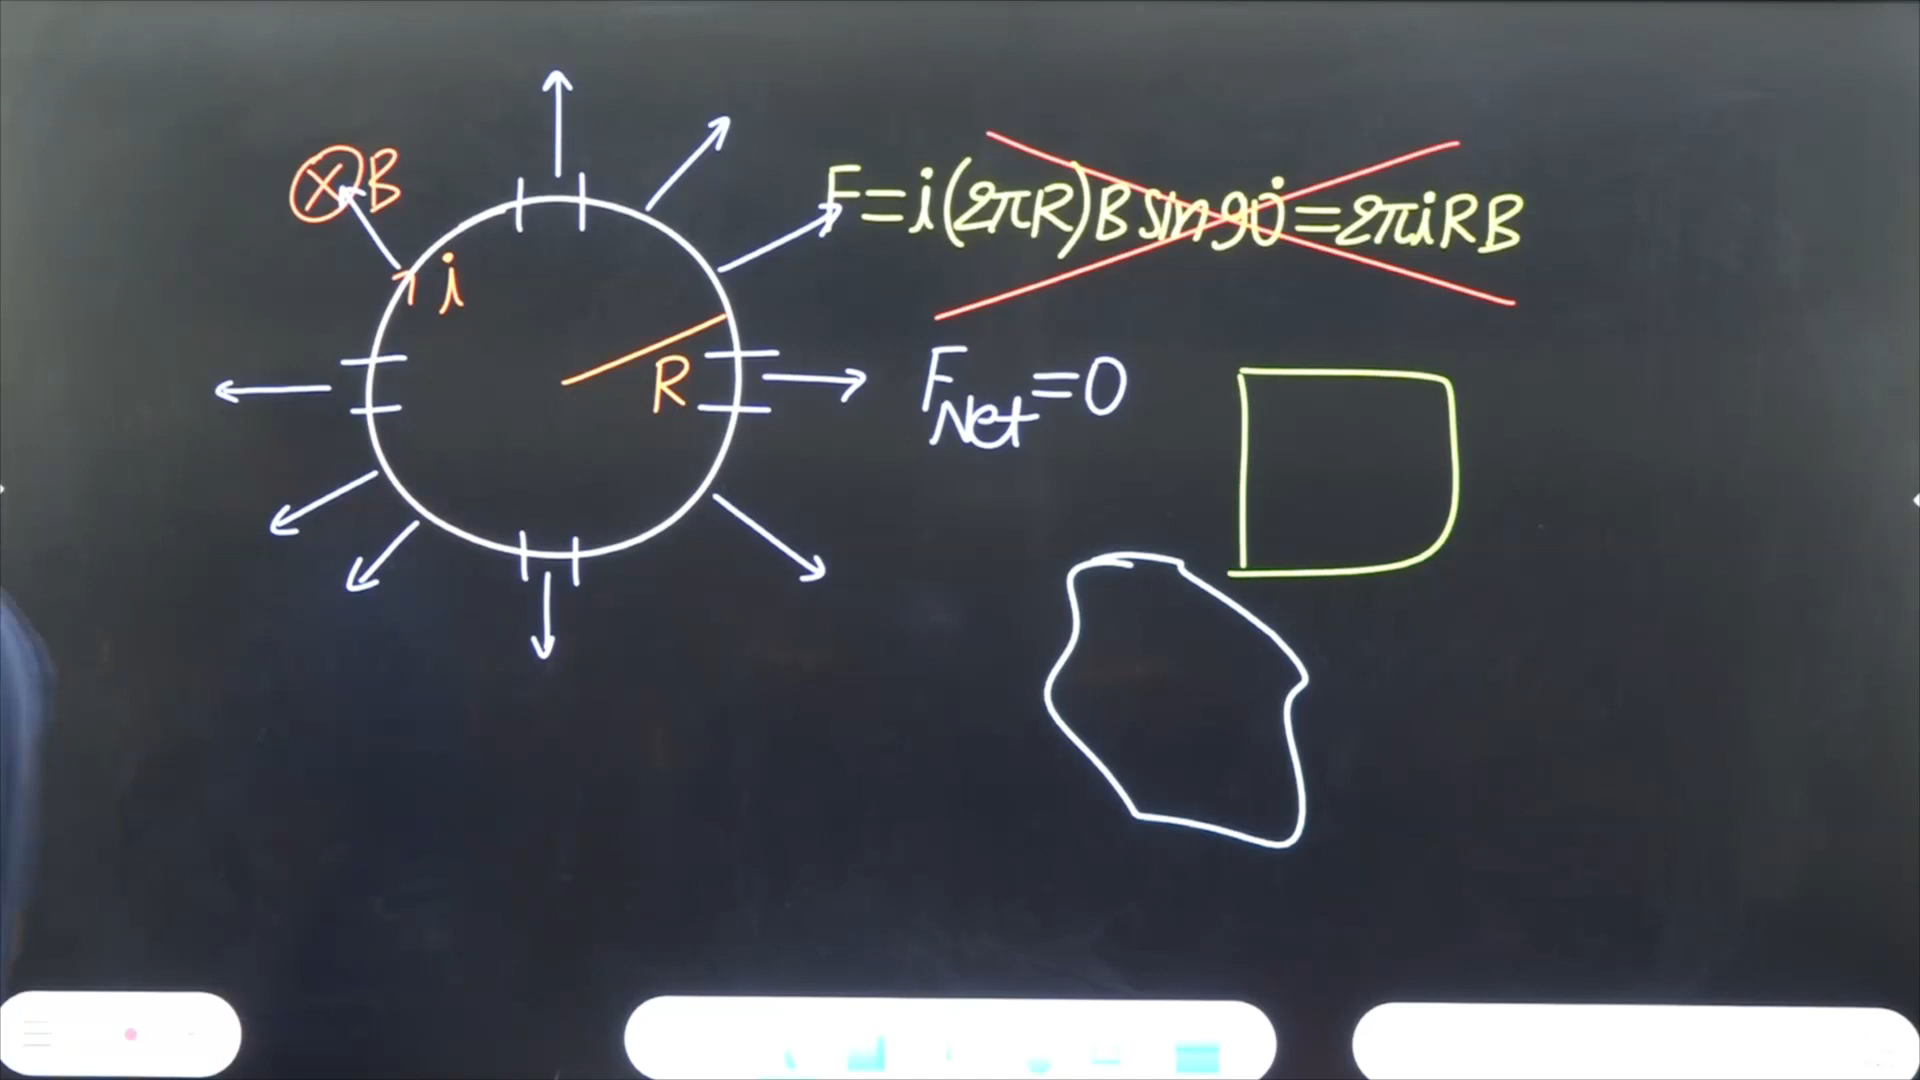 ⊗B
i
R
F=i(2πR)B sin90°=2πiRB
F_Net=0